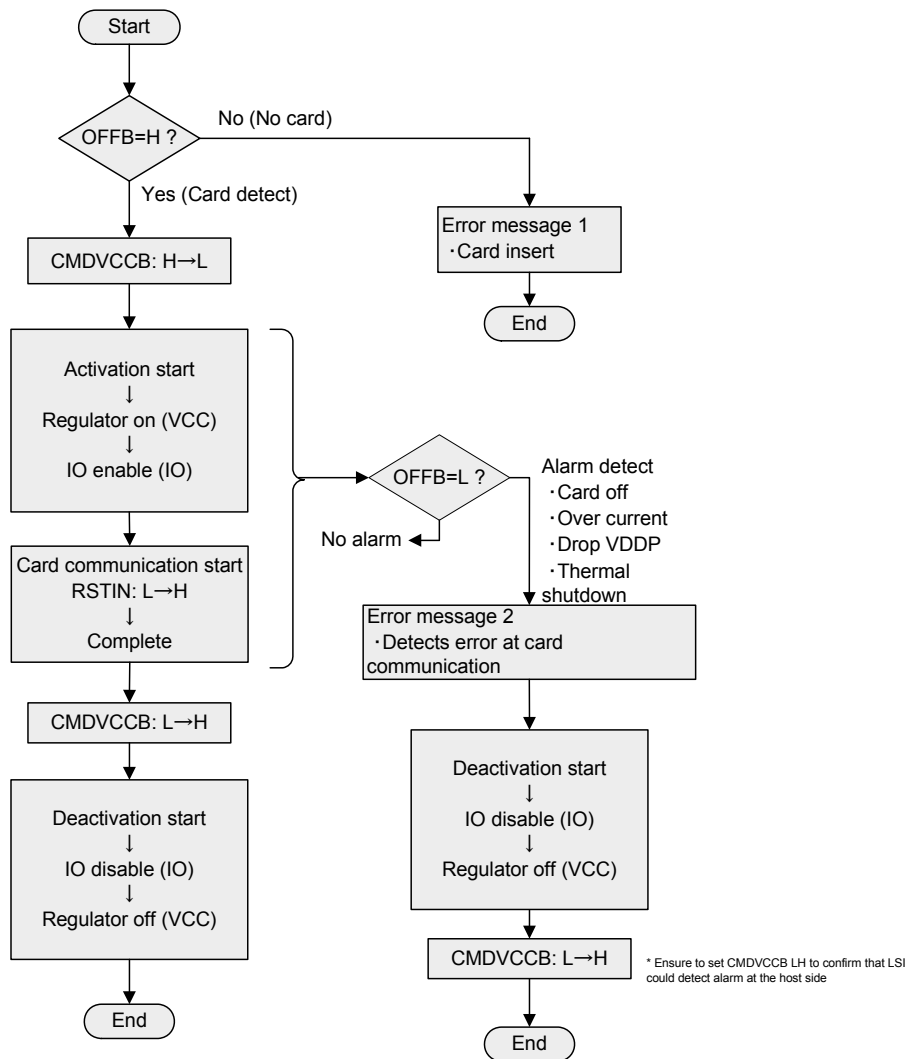 Start
OFFB=H ?
No (No card)
Yes (Card detect)
Error message 1
・Card insert
End
CMDVCCB: H→L
Activation start
↓
Regulator on (VCC)
↓
IO enable (IO)
OFFB=L ?
No alarm
Alarm detect
・Card off
・Over current
・Drop VDDP
・Thermal
shutdown
Card communication start
RSTIN: L→H
↓
Complete
Error message 2
・Detects error at card
communication
CMDVCCB: L→H
Deactivation start
↓
IO disable (IO)
↓
Regulator off (VCC)
End
Deactivation start
↓
IO disable (IO)
↓
Regulator off (VCC)
CMDVCCB: L→H
* Ensure to set CMDVCCB LH to confirm that LSI
could detect alarm at the host side
End